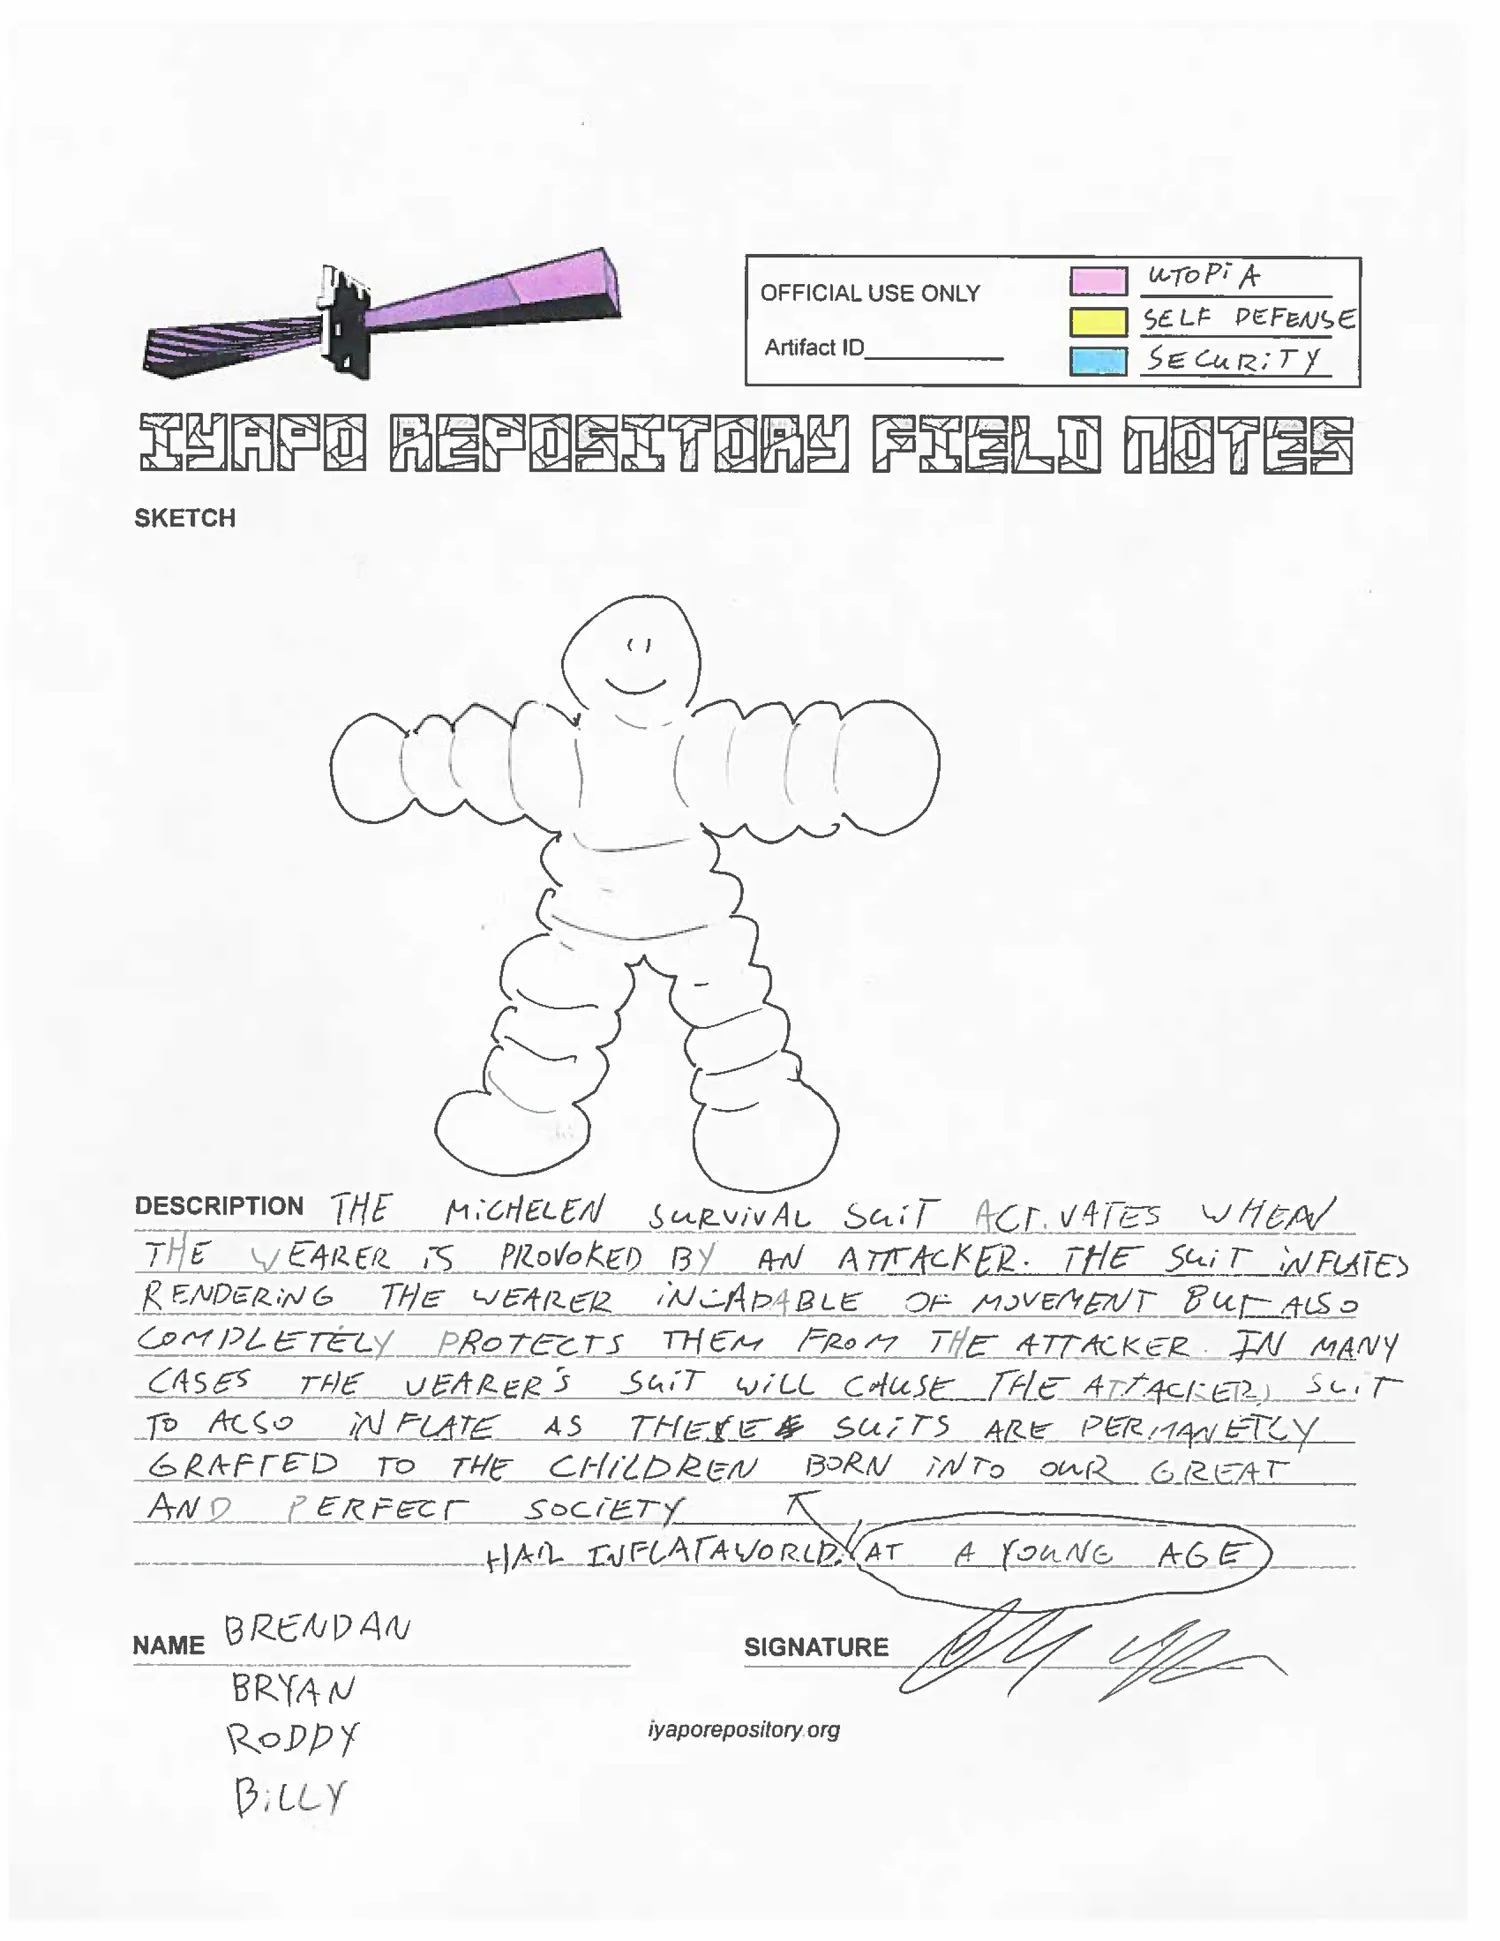 OFFICIAL USE ONLY
Artifact ID
UTOPiA
SELF DEFENSE
SECURiTY
IYAPO REPOSITORY FIELD NOTES
SKETCH
DESCRIPTION THE MiCHELEN SURViVAL SUiT ACTiVATES WHEN
THE WEARER iS PROVOKED BY AN ATTACKER. THE SUiT iNFLATES
RENDERiNG THE WEARER iNCAPABLE OF MOVEMENT BUT ALSO
COMPLETELY PROTECTS THEM FROM THE ATTACKER. IN MANY
CASES THE WEARER'S SUiT WiLL CAUSE THE ATTACKER, SUiT
TO ALSO iNFLATE AS THESE SUiTS ARE PERMANETLY
GRAFTED TO THE CHiLDREN BORN iNTO OUR GREAT
AND PERFECT SOCiETY
HAIL INFLATAWORLD! AT A YOUNG AGE
NAME BRENDAN
BRYAN
RODDY
BiLLY
SIGNATURE
iyaporepository.org